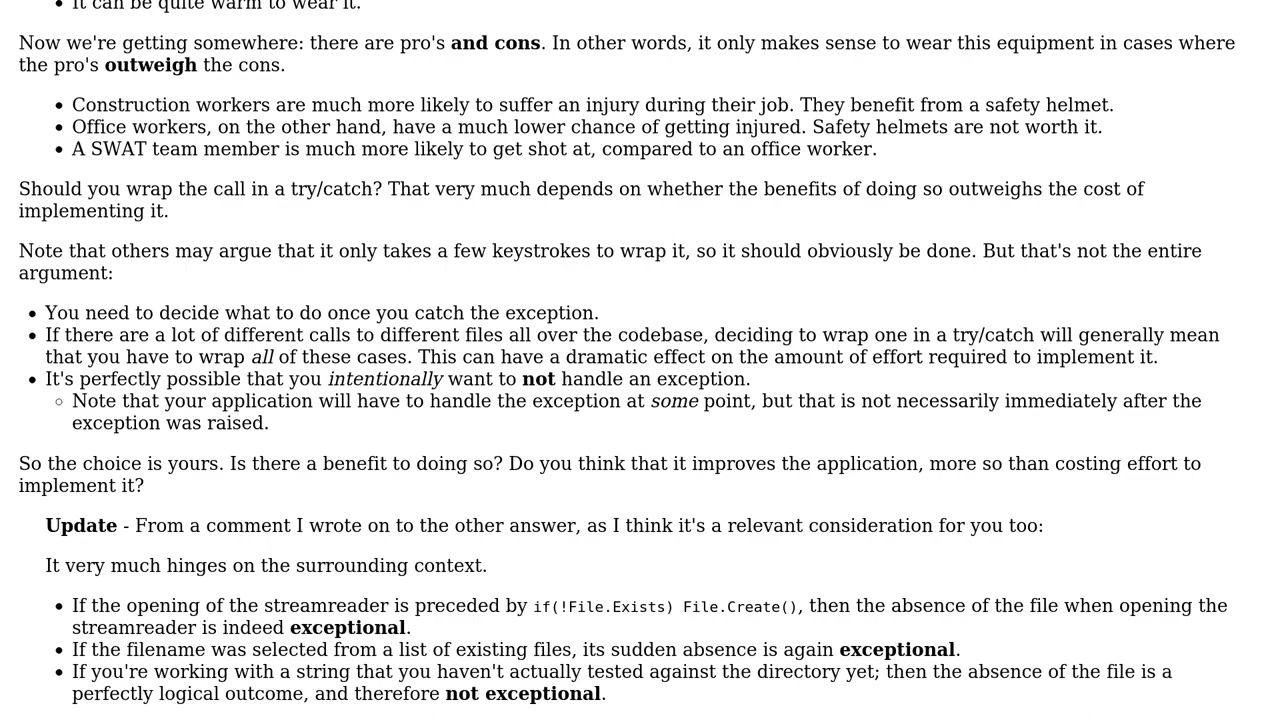 It can be quite warm to wear it.
Now we're getting somewhere: there are pro's and cons. In other words, it only makes sense to wear this equipment in cases where
the pro's outweigh the cons.
Construction workers are much more likely to suffer an injury during their job. They benefit from a safety helmet.
Office workers, on the other hand, have a much lower chance of getting injured. Safety helmets are not worth it.
A SWAT team member is much more likely to get shot at, compared to an office worker.
Should you wrap the call in a try/catch? That very much depends on whether the benefits of doing so outweighs the cost of
implementing it.
Note that others may argue that it only takes a few keystrokes to wrap it, so it should obviously be done. But that's not the entire
argument:
You need to decide what to do once you catch the exception.
If there are a lot of different calls to different files all over the codebase, deciding to wrap one in a try/catch will generally mean
that you have to wrap all of these cases. This can have a dramatic effect on the amount of effort required to implement it.
It's perfectly possible that you intentionally want to not handle an exception.
Note that your application will have to handle the exception at some point, but that is not necessarily immediately after the
exception was raised.
So the choice is yours. Is there a benefit to doing so? Do you think that it improves the application, more so than costing effort to
implement it?
Update - From a comment I wrote on to the other answer, as I think it's a relevant consideration for you too:
It very much hinges on the surrounding context.
If the opening of the streamreader is preceded by if(!File.Exists) File.Create(), then the absence of the file when opening the
streamreader is indeed exceptional.
If the filename was selected from a list of existing files, its sudden absence is again exceptional.
If you're working with a string that you haven't actually tested against the directory yet; then the absence of the file is a
perfectly logical outcome, and therefore not exceptional.